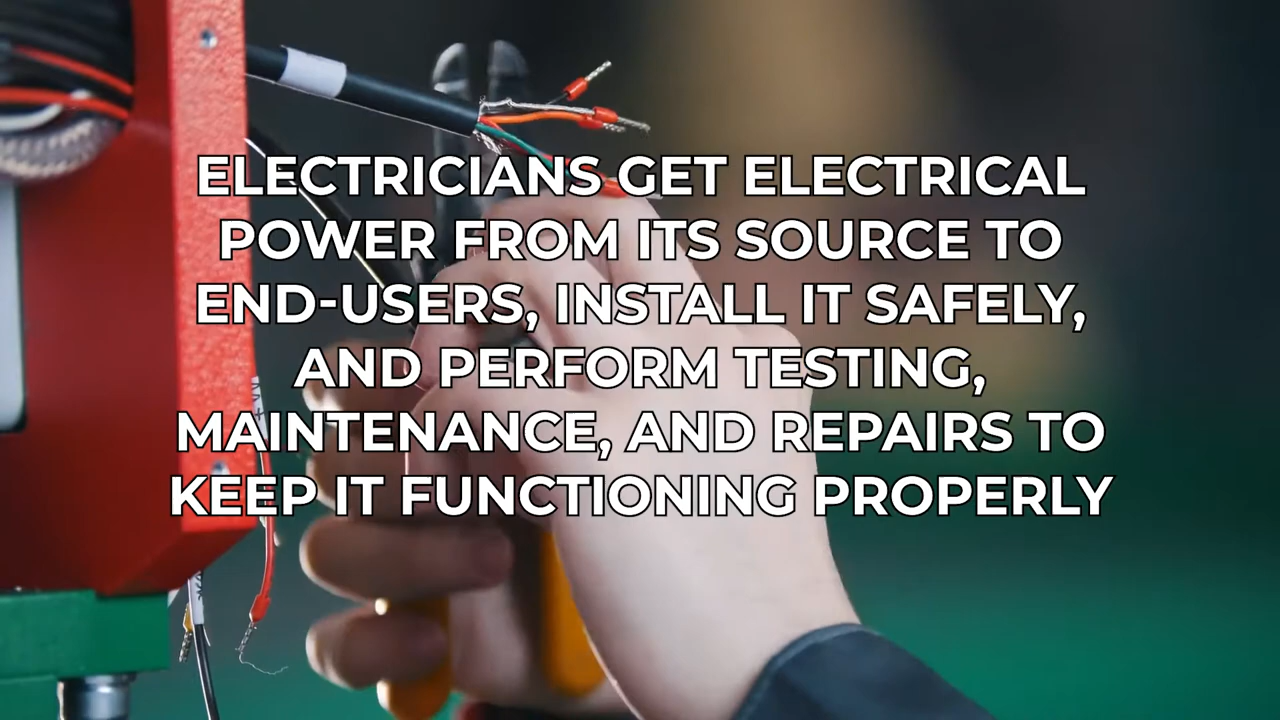 ELECTRICIANS GET ELECTRICAL
POWER FROM ITS SOURCE TO
END-USERS, INSTALL IT SAFELY,
AND PERFORM TESTING,
MAINTENANCE, AND REPAIRS TO
KEEP IT FUNCTIONING PROPERLY